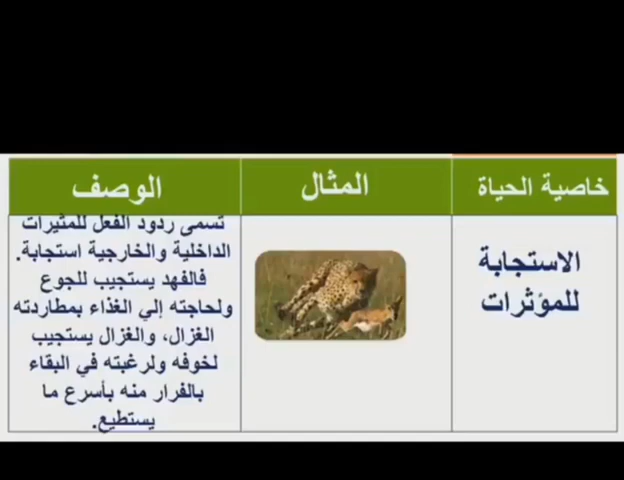 خاصية الحياة
المثال
الوصف
الاستجابة
للمؤثرات
تسمى ردود الفعل للمثيرات
الداخلية والخارجية استجابة.
فالفهد يستجيب للجوع
ولحاجته إلي الغذاء بمطاردته
الغزال، والغزال يستجيب
لخوفه ولرغبته في البقاء
بالفرار منه بأسرع ما
يستطيع.